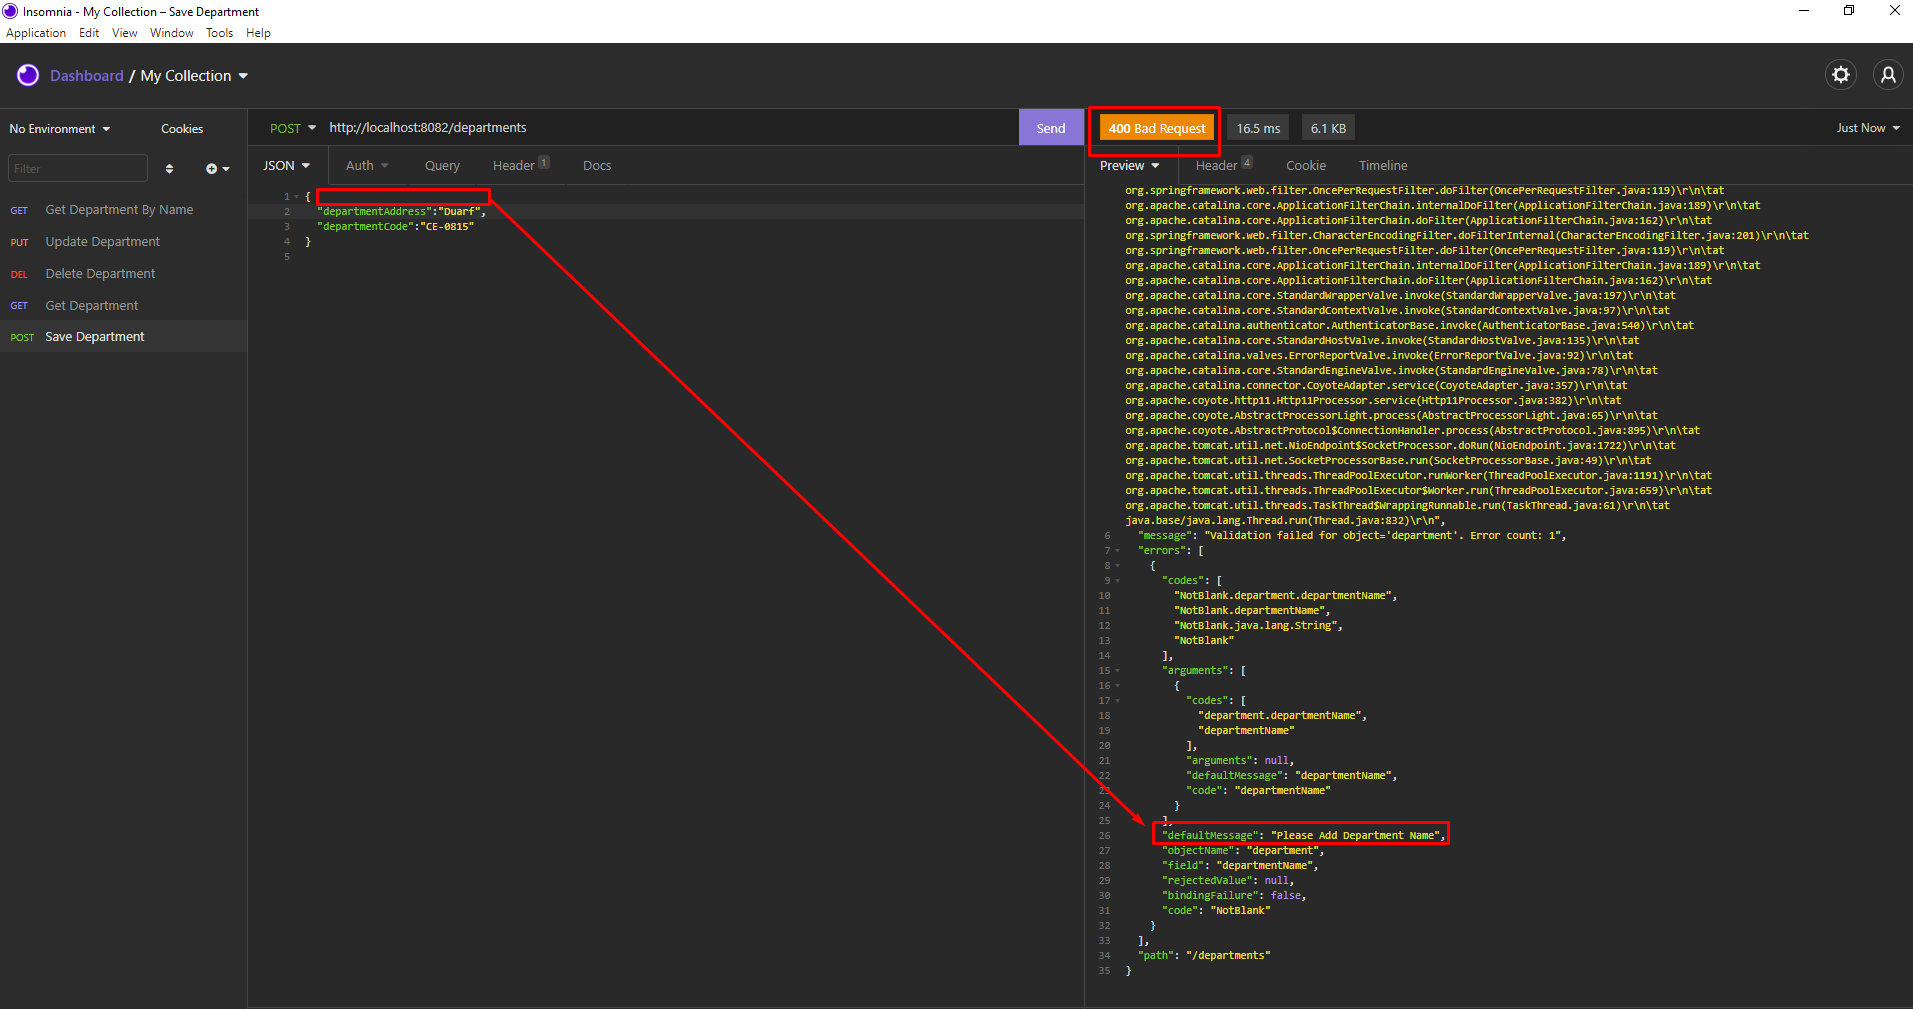 Insomnia - My Collection – Save Department
Application Edit View Window Tools Help
Dashboard / My Collection
No Environment Cookies
Filter
GET Get Department By Name
PUT Update Department
DEL Delete Department
GET Get Department
POST Save Department
POST http://localhost:8082/departments Send
JSON Auth Query Header 1 Docs
1 {
2 "departmentAddress":"Duarf",
3 "departmentCode":"CE-0815"
4 }
5
400 Bad Request 16.5 ms 6.1 KB Just Now
Preview Header 4 Cookie Timeline
org.springframework.web.filter.OncePerRequestFilter.doFilter(OncePerRequestFilter.java:119)\r\n\tat
org.apache.catalina.core.ApplicationFilterChain.internalDoFilter(ApplicationFilterChain.java:189)\r\n\tat
org.apache.catalina.core.ApplicationFilterChain.doFilter(ApplicationFilterChain.java:162)\r\n\tat
org.springframework.web.filter.CharacterEncodingFilter.doFilterInternal(CharacterEncodingFilter.java:201)\r\n\tat
org.springframework.web.filter.OncePerRequestFilter.doFilter(OncePerRequestFilter.java:119)\r\n\tat
org.apache.catalina.core.ApplicationFilterChain.internalDoFilter(ApplicationFilterChain.java:189)\r\n\tat
org.apache.catalina.core.ApplicationFilterChain.doFilter(ApplicationFilterChain.java:162)\r\n\tat
org.apache.catalina.core.StandardWrapperValve.invoke(StandardWrapperValve.java:197)\r\n\tat
org.apache.catalina.core.StandardContextValve.invoke(StandardContextValve.java:97)\r\n\tat
org.apache.catalina.authenticator.AuthenticatorBase.invoke(AuthenticatorBase.java:540)\r\n\tat
org.apache.catalina.core.StandardHostValve.invoke(StandardHostValve.java:135)\r\n\tat
org.apache.catalina.valves.ErrorReportValve.invoke(ErrorReportValve.java:92)\r\n\tat
org.apache.catalina.core.StandardEngineValve.invoke(StandardEngineValve.java:78)\r\n\tat
org.apache.catalina.connector.CoyoteAdapter.service(CoyoteAdapter.java:357)\r\n\tat
org.apache.coyote.http11.Http11Processor.service(Http11Processor.java:382)\r\n\tat
org.apache.coyote.AbstractProcessorLight.process(AbstractProcessorLight.java:65)\r\n\tat
org.apache.coyote.AbstractProtocol$ConnectionHandler.process(AbstractProtocol.java:895)\r\n\tat
org.apache.tomcat.util.net.NioEndpoint$SocketProcessor.doRun(NioEndpoint.java:1722)\r\n\tat
org.apache.tomcat.util.net.SocketProcessorBase.run(SocketProcessorBase.java:49)\r\n\tat
org.apache.tomcat.util.threads.ThreadPoolExecutor.runWorker(ThreadPoolExecutor.java:1191)\r\n\tat
org.apache.tomcat.util.threads.ThreadPoolExecutor$Worker.run(ThreadPoolExecutor.java:659)\r\n\tat
org.apache.tomcat.util.threads.TaskThread$WrappingRunnable.run(TaskThread.java:61)\r\n\tat
java.base/java.lang.Thread.run(Thread.java:832)\r\n",
6 "message": "Validation failed for object='department'. Error count: 1",
7 "errors": [
8 {
9 "codes": [
10 "NotBlank.department.departmentName",
11 "NotBlank.departmentName",
12 "NotBlank.java.lang.String",
13 "NotBlank"
14 ],
15 "arguments": [
16 {
17 "codes": [
18 "department.departmentName",
19 "departmentName"
20 ],
21 "arguments": null,
22 "defaultMessage": "departmentName",
23 "code": "departmentName"
24 }
25 ],
26 "defaultMessage": "Please Add Department Name",
27 "objectName": "department",
28 "field": "departmentName",
29 "rejectedValue": null,
30 "bindingFailure": false,
31 "code": "NotBlank"
32 }
33 ],
34 "path": "/departments"
35 }